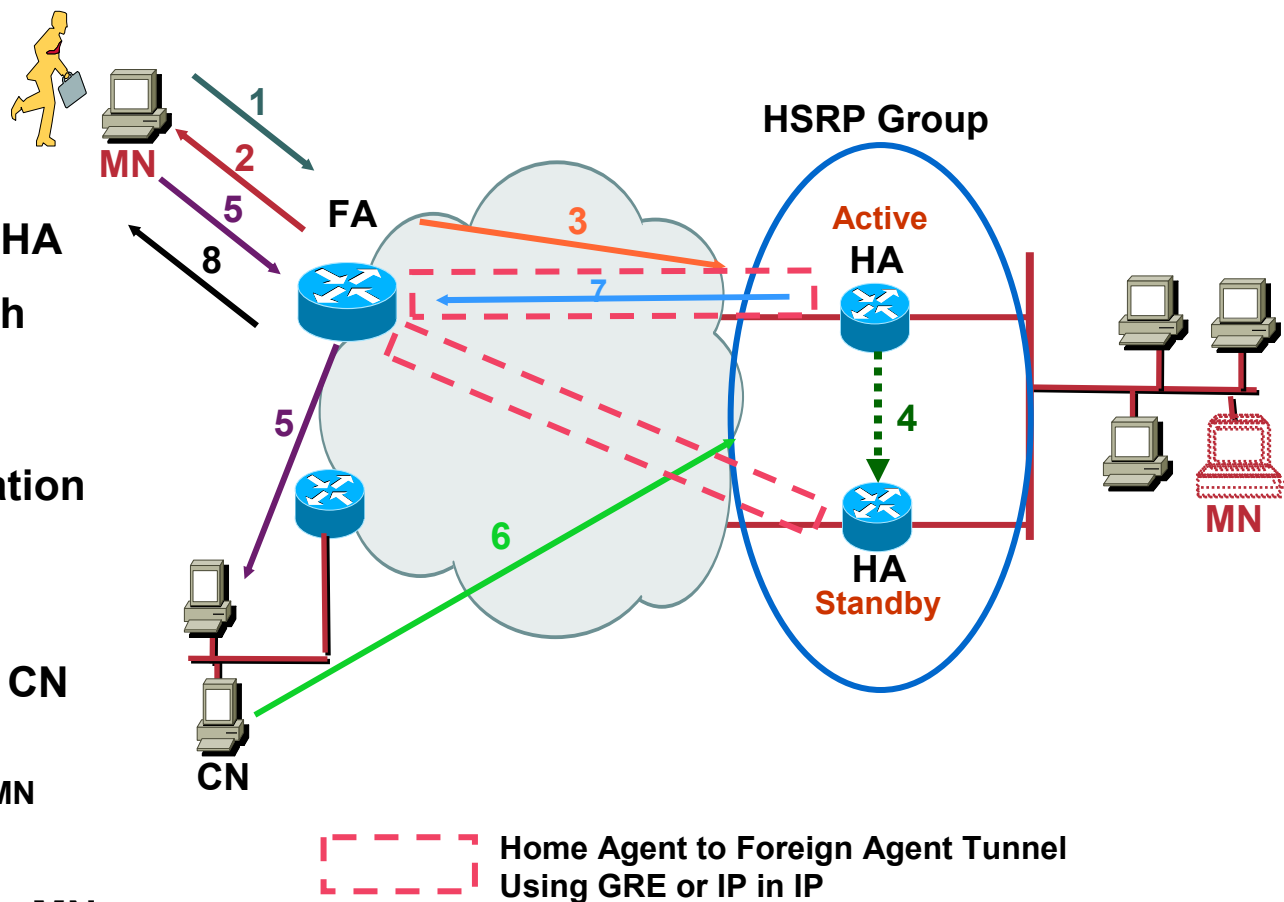 1
HSRP Group
MN
2
5
FA
3
Active
HA
HA
8
7
h
5
4
ation
6
MN
HA
Standby
CN
CN
MN
Home Agent to Foreign Agent Tunnel
Using GRE or IP in IP
MN